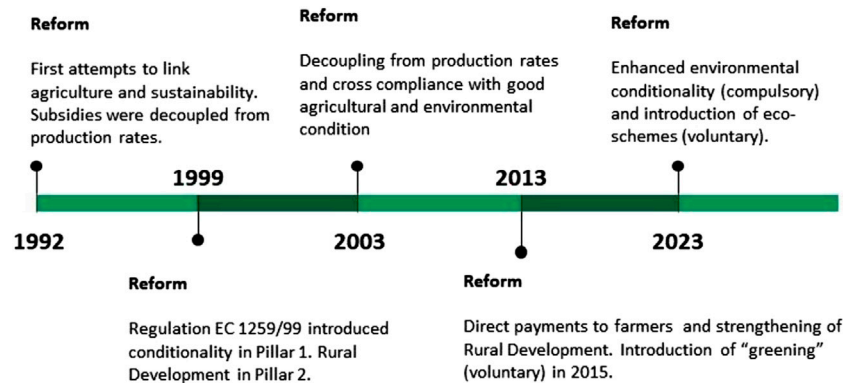 Reform
First attempts to link
agriculture and sustainability.
Subsidies were decoupled from
production rates.
Reform
Decoupling from production rates
and cross compliance with good
agricultural and environmental
condition
Reform
Enhanced environmental
conditionality (compulsory)
and introduction of eco-
schemes (voluntary).
1999
2013
1992
2003
2023
Reform
Regulation EC 1259/99 introduced
conditionality in Pillar 1. Rural
Development in Pillar 2.
Reform
Direct payments to farmers and strengthening of
Rural Development. Introduction of “greening”
(voluntary) in 2015.